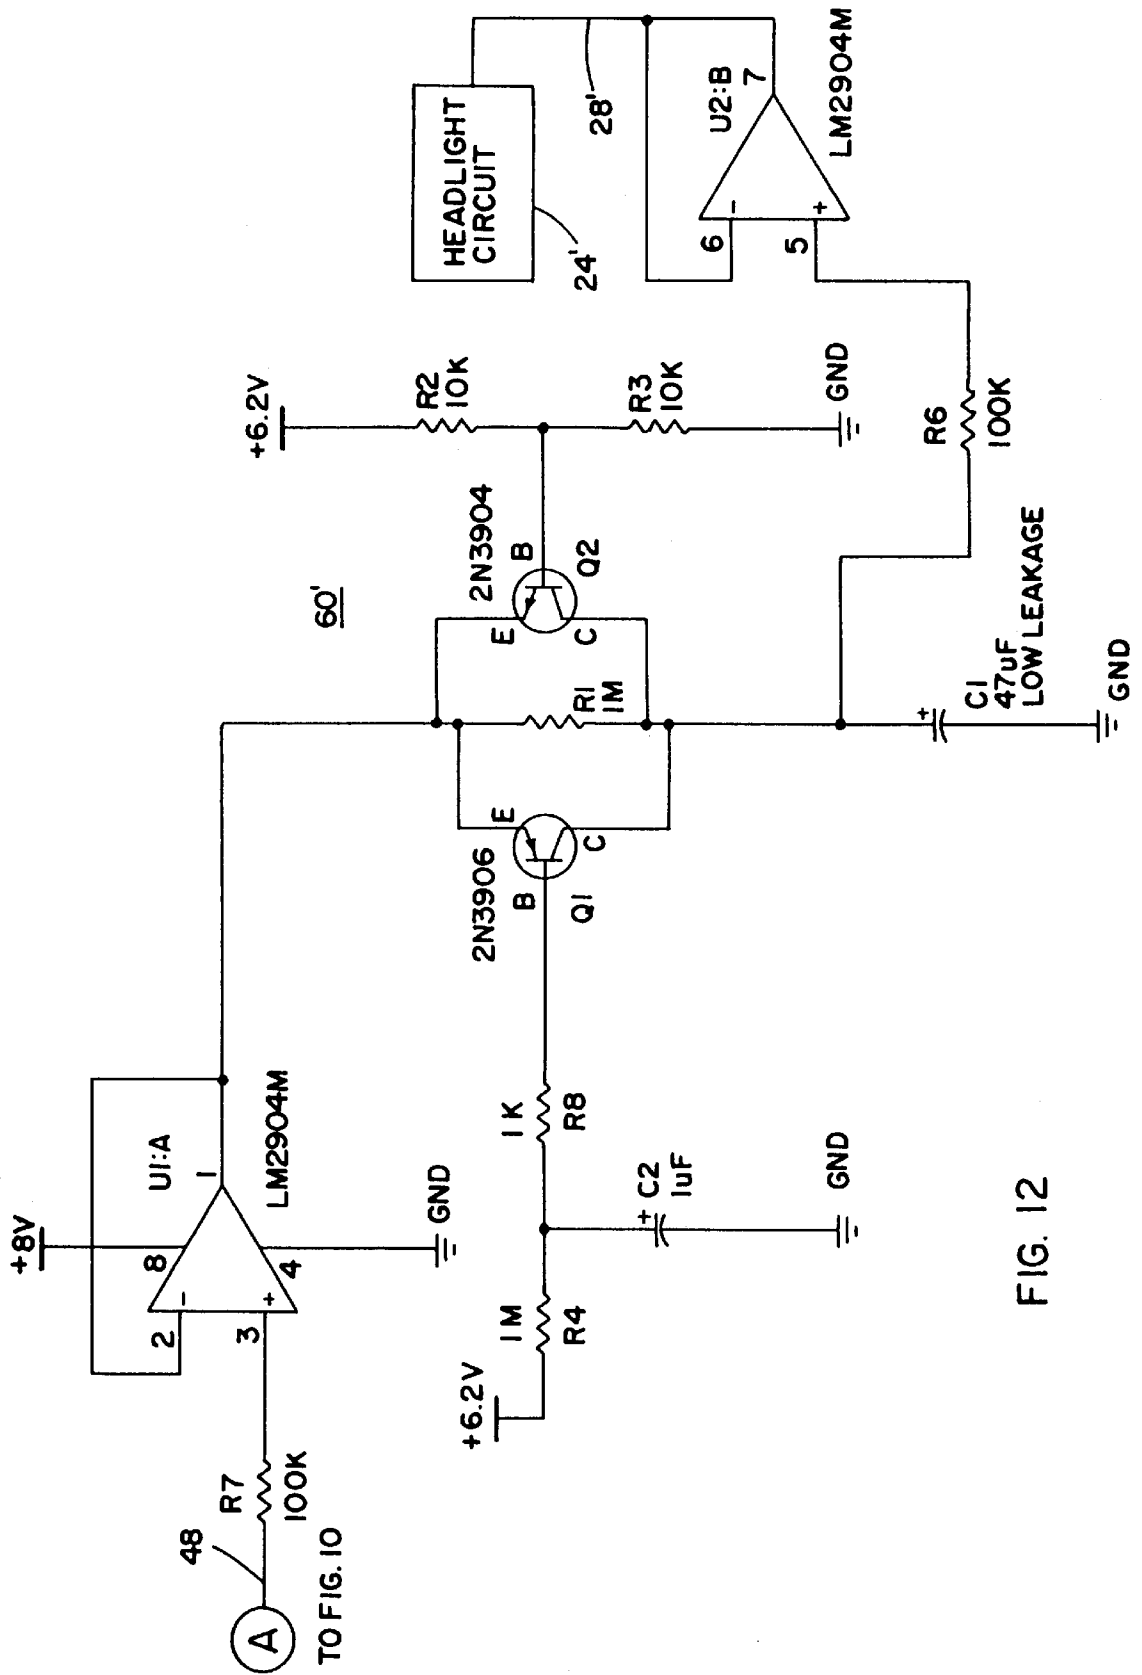 +8V
8
U1:A
1
2
-
3
+
4
LM2904M
GND
48
R7
100K
A
TO FIG. 10
+6.2V
1M
R4
C2
+
1uF
GND
1K
R8
2N3906
B
E
C
Q1
R1
1M
60'
2N3904
B
E
C
Q2
+6.2V
R2
10K
R3
10K
GND
+
C1
47uF
LOW LEAKAGE
GND
R6
100K
HEADLIGHT
CIRCUIT
24'
28'
U2:B
7
6
-
5
+
LM2904M
FIG. 12